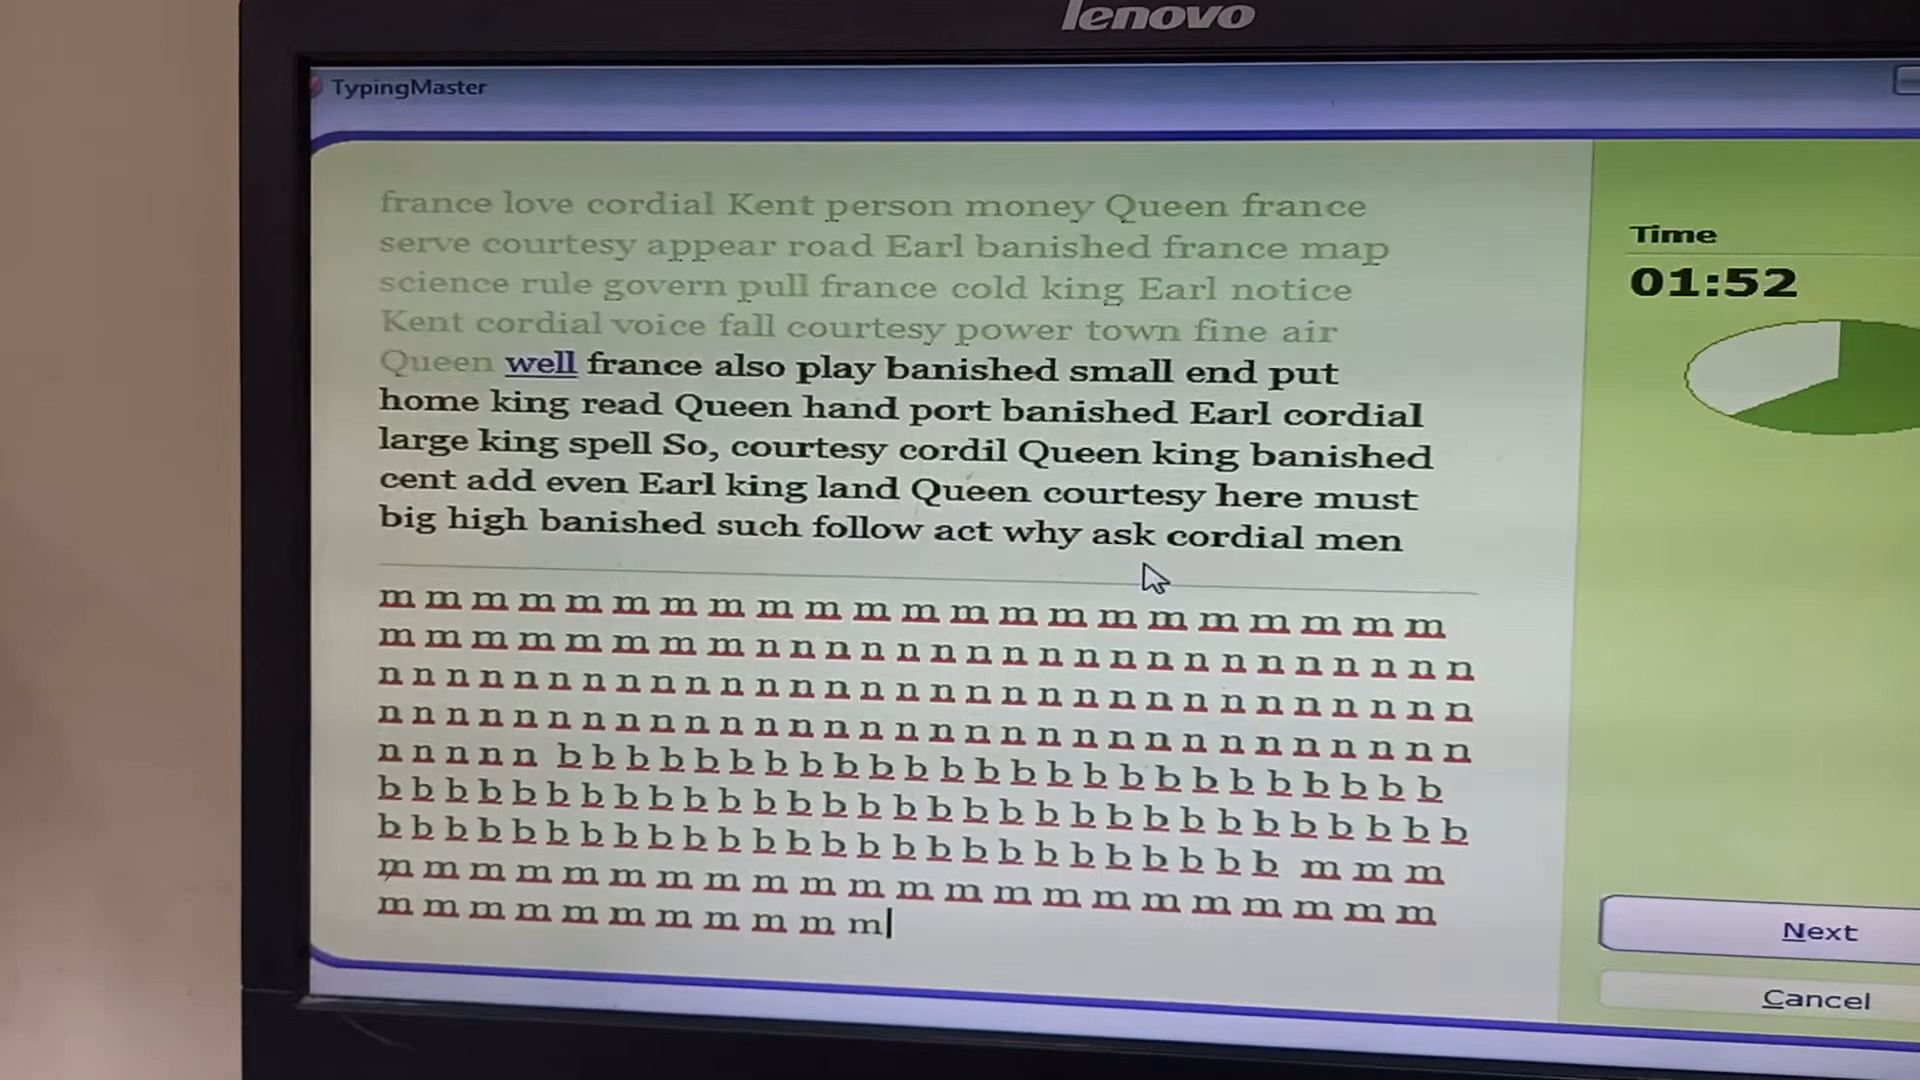 lenovo
TypingMaster
france love cordial Kent person money Queen france
serve courtesy appear road Earl banished france map
science rule govern pull france cold king Earl notice
Kent cordial voice fall courtesy power town fine air
Queen well france also play banished small end put
home king read Queen hand port banished Earl cordial
large king spell So, courtesy cordil Queen king banished
cent add even Earl king land Queen courtesy here must
big high banished such follow act why ask cordial men
m m m m m m m m m m m m m m m m m m m m m m
m m m m m m m m n n n n n n n n n n n n n n n n n n n n
n n n n n n n n n n n n n n n n n n n n n n n n n n n n n n n
n n n n n n n n n n n n n n n n n n n n n n n n n n n n n n n
n n n n n b b b b b b b b b b b b b b b b b b b b b b b b b
b b b b b b b b b b b b b b b b b b b b b b b b b b b b b b b
b b b b b b b b b b b b b b b b b b b b b b b b b b m m m
m m m m m m m m m m m m m m m m m m m m m m
m m m m m m m m m m m
Time
01:52
Next
Cancel